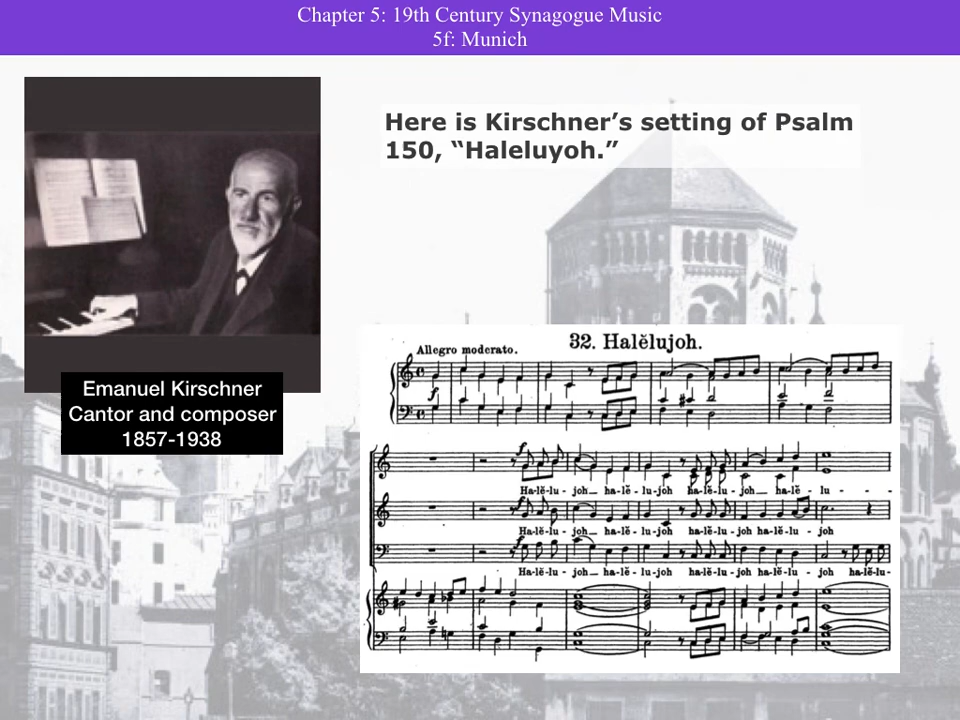 Chapter 5: 19th Century Synagogue Music
5f: Munich
Here is Kirschner’s setting of Psalm
150, “Haleluyoh.”
Emanuel Kirschner
Cantor and composer
1857-1938
32. Halĕlujoh.
Allegro moderato.
f
f
Ha-lĕ-lu - joh ha-lĕ - lu-joh ha-lĕ-lu - joh ha-lĕ - lu - - -
f
Ha-lĕ-lu - joh ha-lĕ - lu-joh ha-lĕ-lu - joh ha-lĕ - lu - joh
f
Ha-lĕ-lu - joh ha-lĕ - lu-joh ha-lĕ-lu - joh ha-lĕ - lu - joh ha-lĕ-lu-